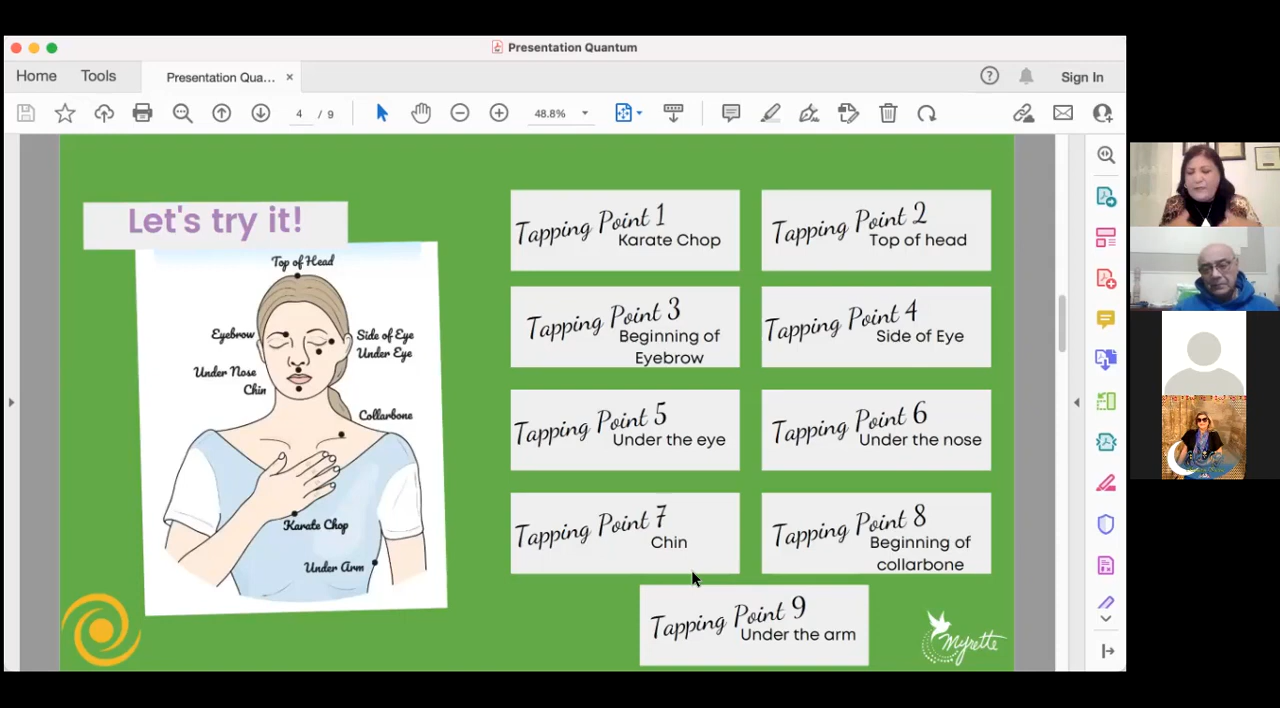 Presentation Quantum
Home
Tools
Presentation Qua...
×
Sign In
4 / 9
48.8%
Let's try it!
Top of Head
Eyebrow
Side of Eye
Under Eye
Under Nose
Chin
Collarbone
Karate Chop
Under Arm
Tapping Point 1
Karate Chop
Tapping Point 2
Top of head
Tapping Point 3
Beginning of
Eyebrow
Tapping Point 4
Side of Eye
Tapping Point 5
Under the eye
Tapping Point 6
Under the nose
Tapping Point 7
Chin
Tapping Point 8
Beginning of
collarbone
Tapping Point 9
Under the arm
Myrette